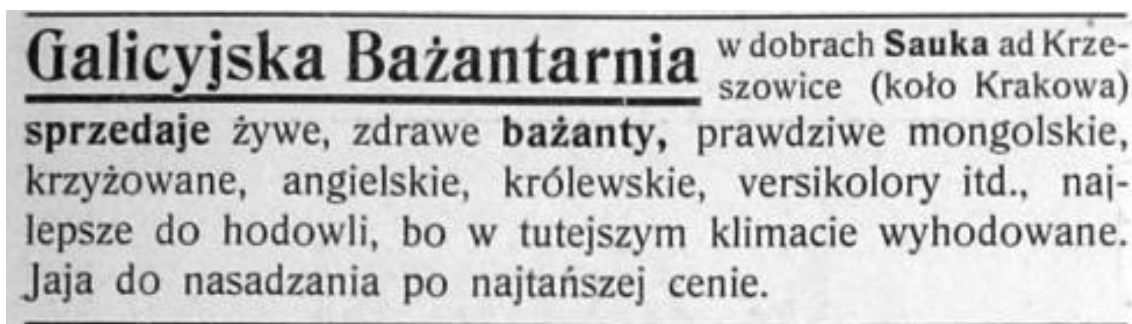 Galicyjska Bażantarnia w dobrach Sauka ad Krze-
szowice (koło Krakowa)
sprzedaje żywe, zdrawe bażanty, prawdziwe mongolskie,
krzyżowane, angielskie, królewskie, versikolory itd., naj-
lepsze do hodowli, bo w tutejszym klimacie wyhodowane.
Jaja do nasadzania po najtańszej cenie.